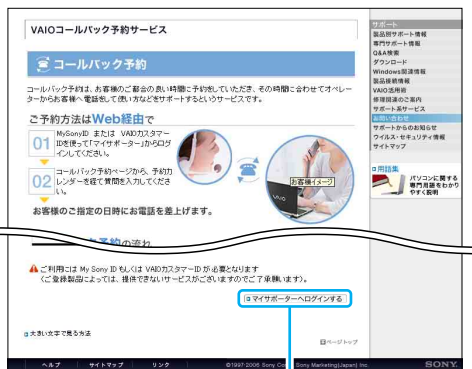 VAIOコールバック予約サービス
コールバック予約
コールバック予約は、お客様のご都合の良い時間に予約をしていただき、その時間に合わせてオペレー
ターからお客様へ電話をして使い方などをサポートするというサービスです。
ご予約方法はWeb経由で
01
MySonyID または VAIOカスタマー
IDを使って「マイサポーター」からログ
インしてください。
02
コールバック予約ページから、予約カ
レンダーを経て質問を入力してくださ
い。
お客様イメージ
お客様のご指定の日時にお電話を差上げます。
予約の流れ
ご利用には My Sony ID もしくは VAIOカスタマーID が必要となります
(ご登録製品によっては、提供できないサービスがございますのでご了承願います)。
マイサポーターへログインする
大きい文字で見る方法
ページトップ
ヘルプ サイトマップ リンク
©1997-2006 Sony Co Sony Marketing(Japan) Inc.
SONY
サポート
製品別サポート情報
専門サポート情報
Q&A検索
ダウンロード
Windows関連情報
製品接続情報
VAIO活用術
修理関連のご案内
サポート系サービス
お問い合わせ
サポートからのお知らせ
ウイルス・セキュリティ情報
サイトマップ
用語集
パソコンに関する
専門用語をわかり
やすく説明